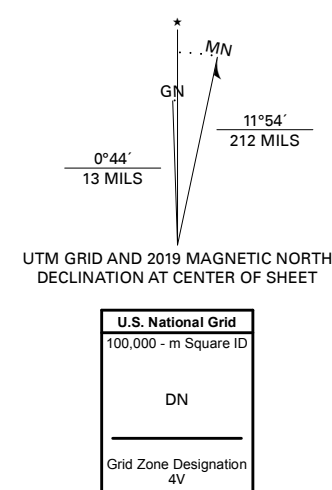 ★
MN
GN
11°54´
212 MILS
0°44´
13 MILS
UTM GRID AND 2019 MAGNETIC NORTH
DECLINATION AT CENTER OF SHEET
U.S. National Grid
100,000 - m Square ID
DN
Grid Zone Designation
4V